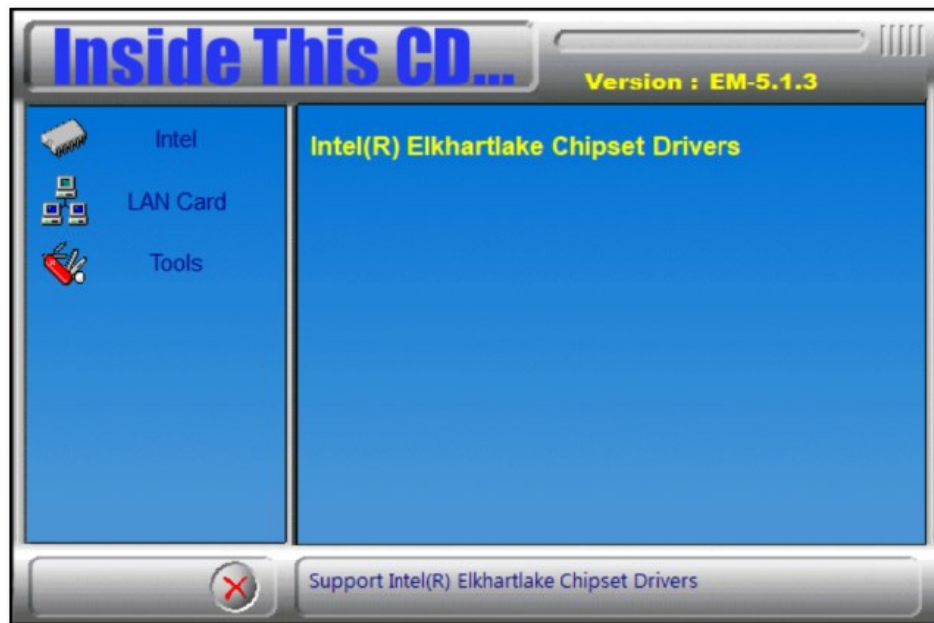 Inside This CD...
Version : EM-5.1.3
Intel
LAN Card
Tools
Intel(R) Elkhartlake Chipset Drivers
Support Intel(R) Elkhartlake Chipset Drivers